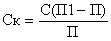 Ск = С(П1 – П)
П